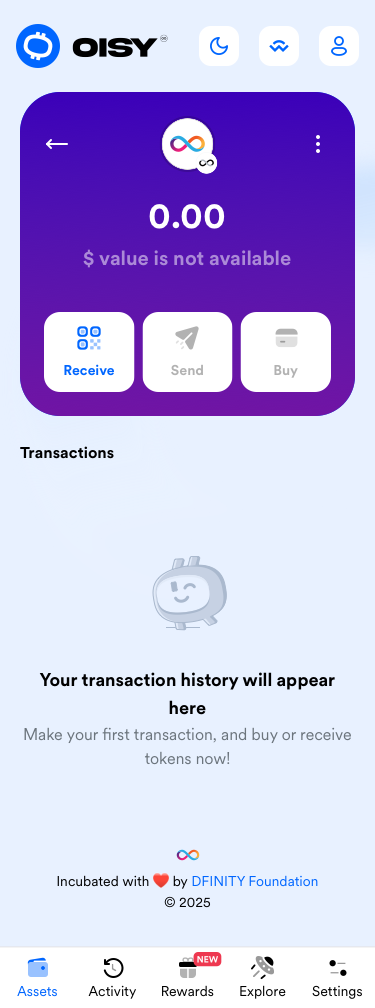 OISY
0.00
$ value is not available
Receive
Send
Buy
Transactions
Your transaction history will appear
here
Make your first transaction, and buy or receive
tokens now!
Incubated with ❤️ by DFINITY Foundation
© 2025
NEW
Assets
Activity
Rewards
Explore
Settings